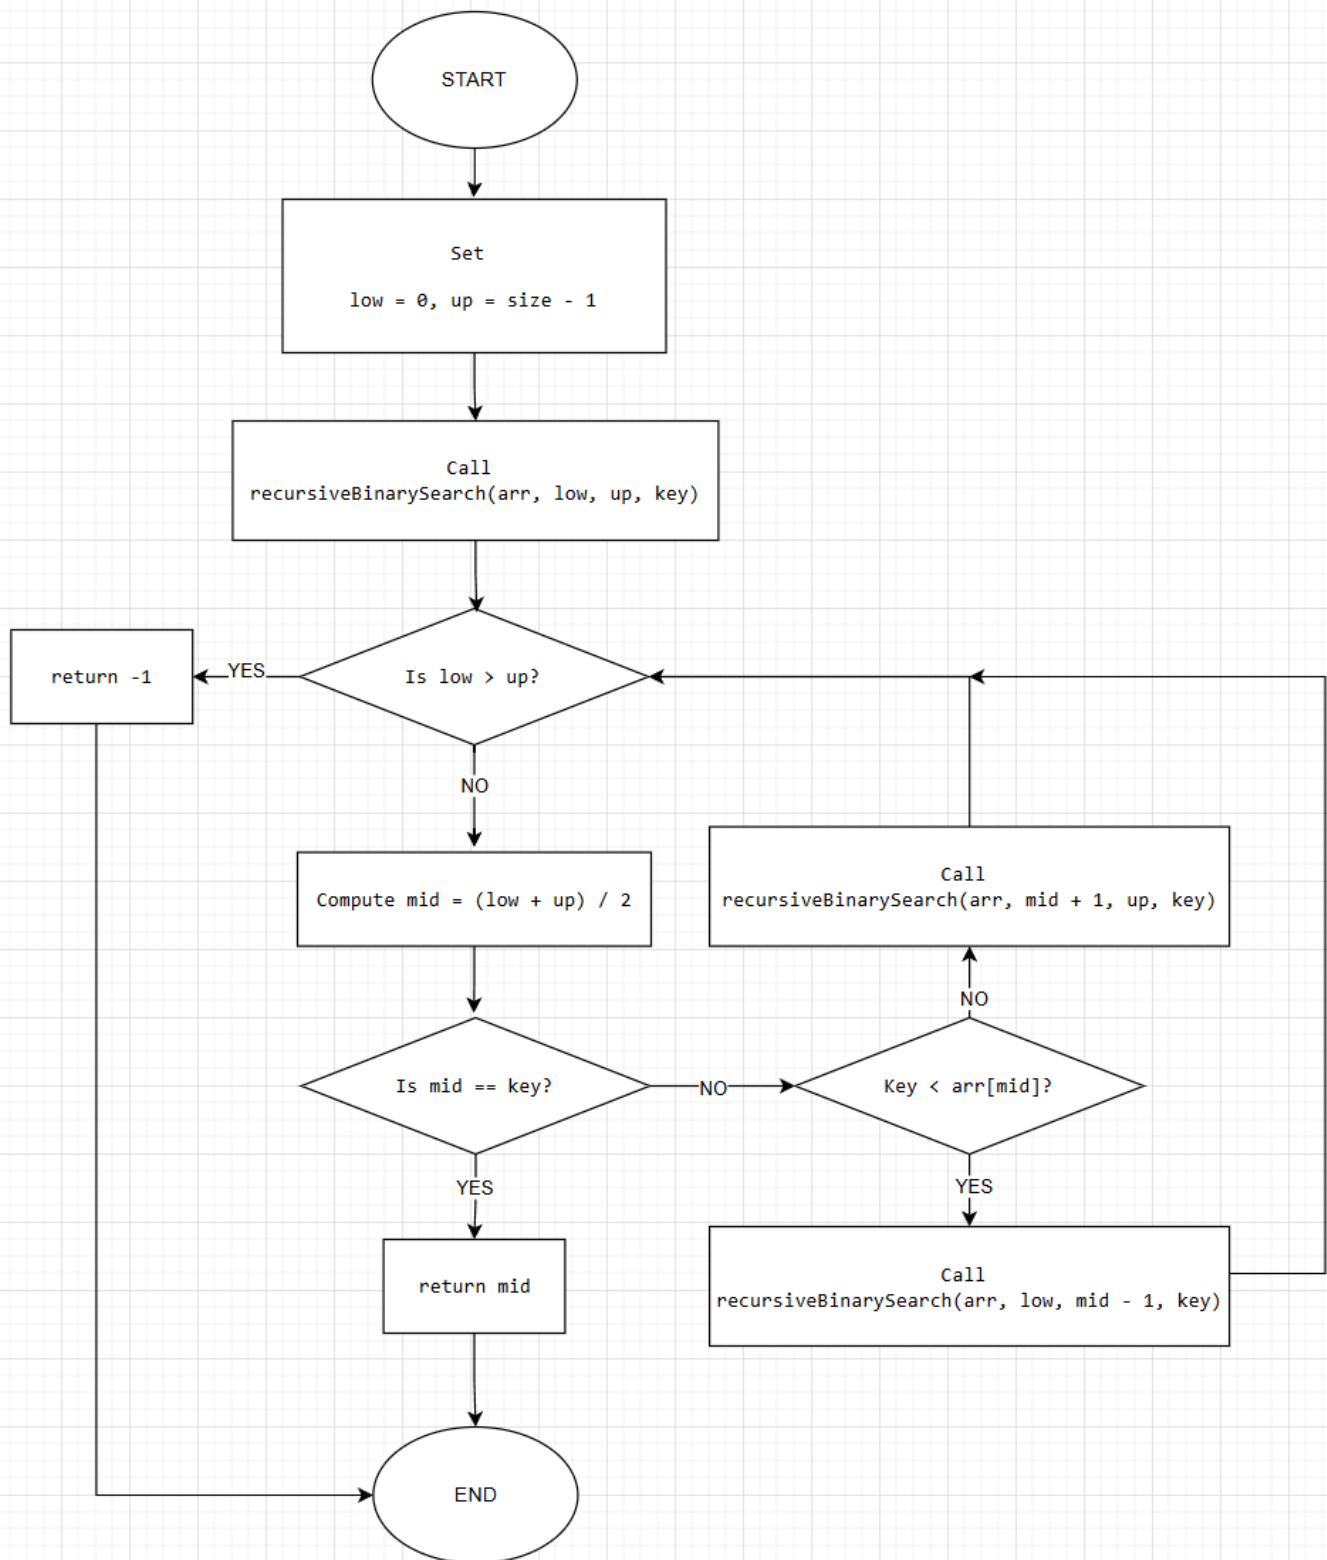 START
Set
low = 0, up = size - 1
Call
recursiveBinarySearch(arr, low, up, key)
return -1
YES
Is low > up?
NO
Compute mid = (low + up) / 2
Call
recursiveBinarySearch(arr, mid + 1, up, key)
NO
Is mid == key?
NO
Key < arr[mid]?
YES
YES
return mid
Call
recursiveBinarySearch(arr, low, mid - 1, key)
END